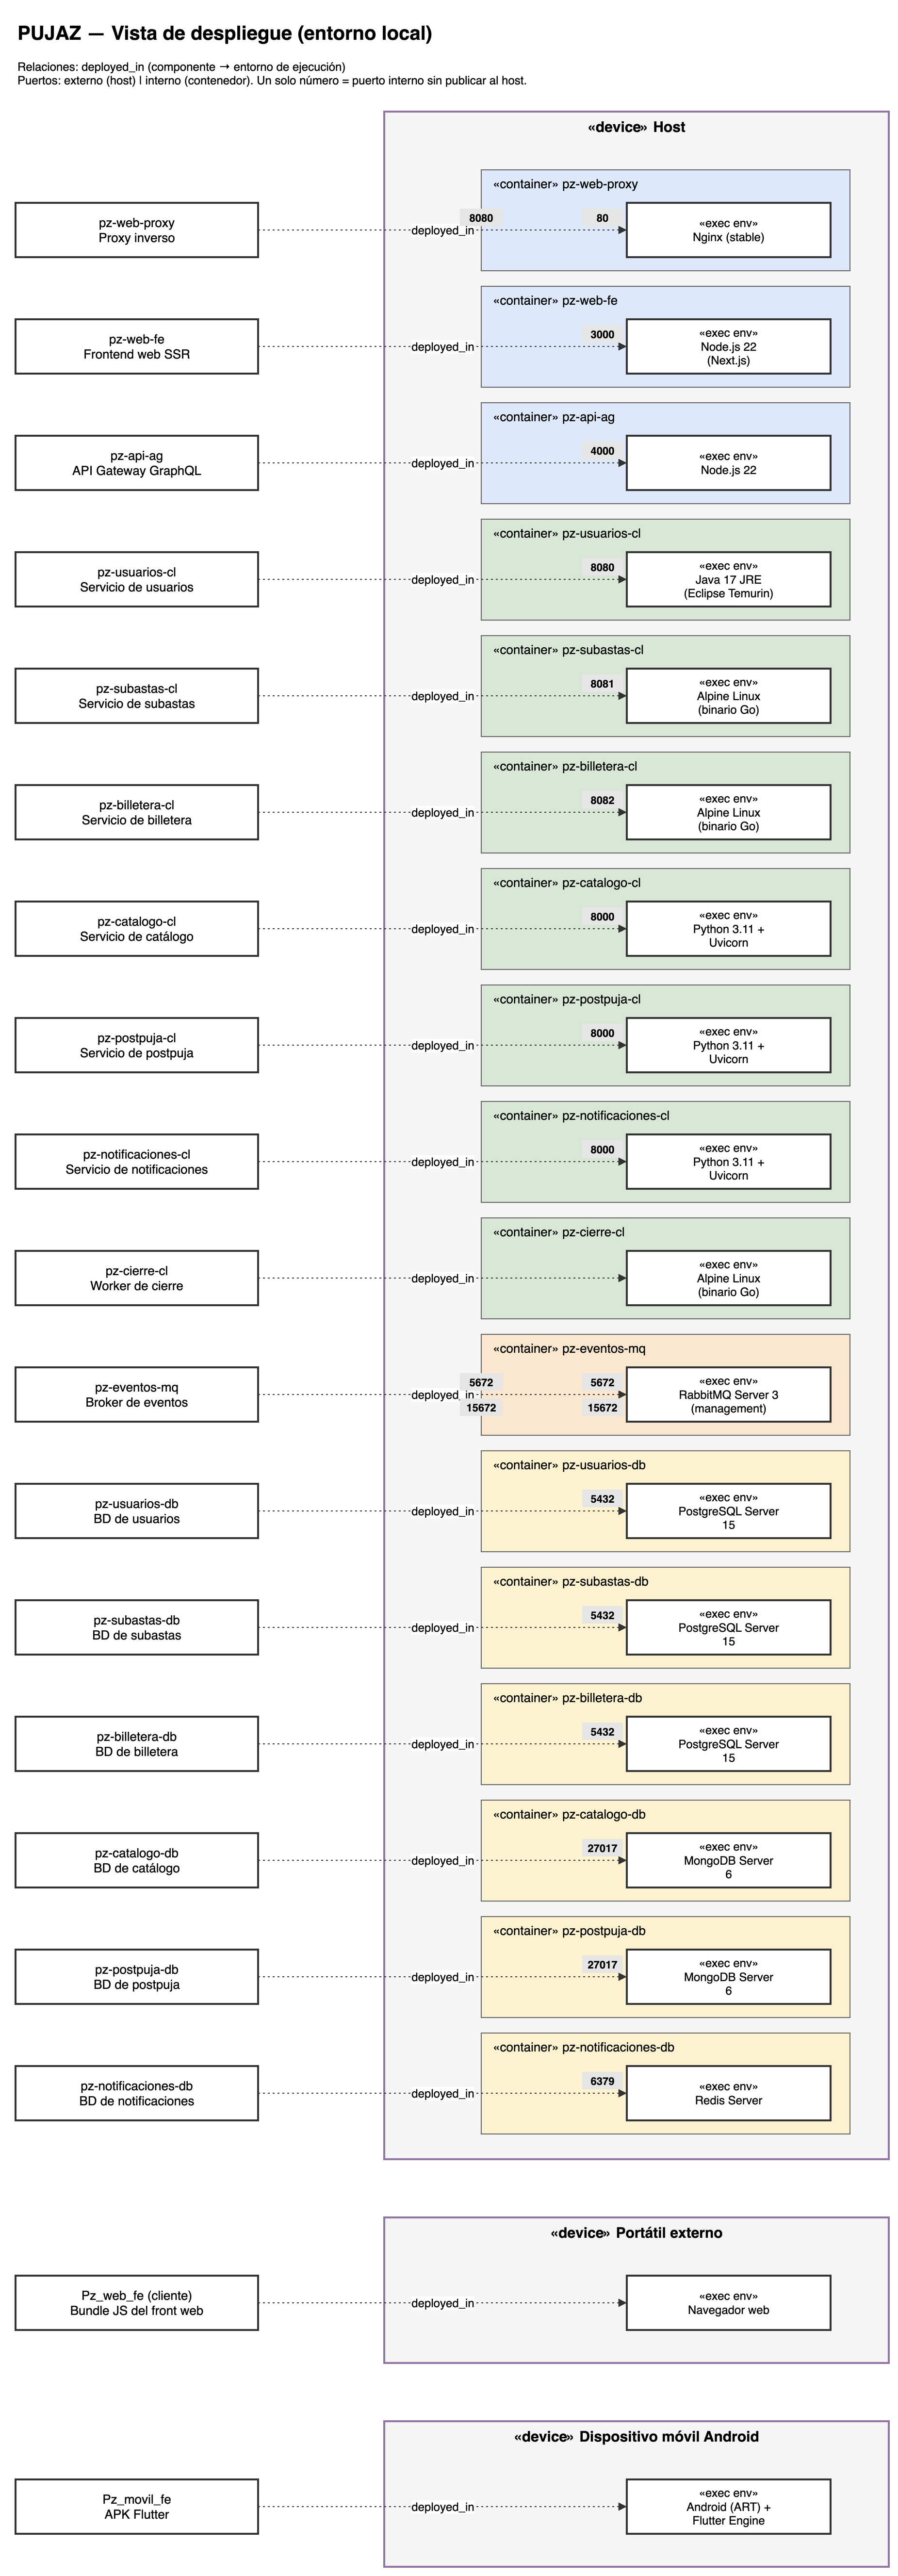 PUJAZ — Vista de despliegue (entorno local)
Relaciones: deployed_in (componente → entorno de ejecución)
Puertos: externo (host) | interno (contenedor). Un solo número = puerto interno sin publicar al host.
«device» Host
«container» pz-web-proxy
pz-web-proxy
Proxy inverso
8080
deployed_in
80
«exec env»
Nginx (stable)
«container» pz-web-fe
pz-web-fe
Frontend web SSR
deployed_in
3000
«exec env»
Node.js 22
(Next.js)
«container» pz-api-ag
pz-api-ag
API Gateway GraphQL
deployed_in
4000
«exec env»
Node.js 22
«container» pz-usuarios-cl
pz-usuarios-cl
Servicio de usuarios
deployed_in
8080
«exec env»
Java 17 JRE
(Eclipse Temurin)
«container» pz-subastas-cl
pz-subastas-cl
Servicio de subastas
deployed_in
8081
«exec env»
Alpine Linux
(binario Go)
«container» pz-billetera-cl
pz-billetera-cl
Servicio de billetera
deployed_in
8082
«exec env»
Alpine Linux
(binario Go)
«container» pz-catalogo-cl
pz-catalogo-cl
Servicio de catálogo
deployed_in
8000
«exec env»
Python 3.11 +
Uvicorn
«container» pz-postpuja-cl
pz-postpuja-cl
Servicio de postpuja
deployed_in
8000
«exec env»
Python 3.11 +
Uvicorn
«container» pz-notificaciones-cl
pz-notificaciones-cl
Servicio de notificaciones
deployed_in
8000
«exec env»
Python 3.11 +
Uvicorn
«container» pz-cierre-cl
pz-cierre-cl
Worker de cierre
deployed_in
«exec env»
Alpine Linux
(binario Go)
«container» pz-eventos-mq
pz-eventos-mq
Broker de eventos
5672
deployed_in
15672
5672
15672
«exec env»
RabbitMQ Server 3
(management)
«container» pz-usuarios-db
pz-usuarios-db
BD de usuarios
deployed_in
5432
«exec env»
PostgreSQL Server
15
«container» pz-subastas-db
pz-subastas-db
BD de subastas
deployed_in
5432
«exec env»
PostgreSQL Server
15
«container» pz-billetera-db
pz-billetera-db
BD de billetera
deployed_in
5432
«exec env»
PostgreSQL Server
15
«container» pz-catalogo-db
pz-catalogo-db
BD de catálogo
deployed_in
27017
«exec env»
MongoDB Server
6
«container» pz-postpuja-db
pz-postpuja-db
BD de postpuja
deployed_in
27017
«exec env»
MongoDB Server
6
«container» pz-notificaciones-db
pz-notificaciones-db
BD de notificaciones
deployed_in
6379
«exec env»
Redis Server
«device» Portátil externo
Pz_web_fe (cliente)
Bundle JS del front web
deployed_in
«exec env»
Navegador web
«device» Dispositivo móvil Android
Pz_movil_fe
APK Flutter
deployed_in
«exec env»
Android (ART) +
Flutter Engine